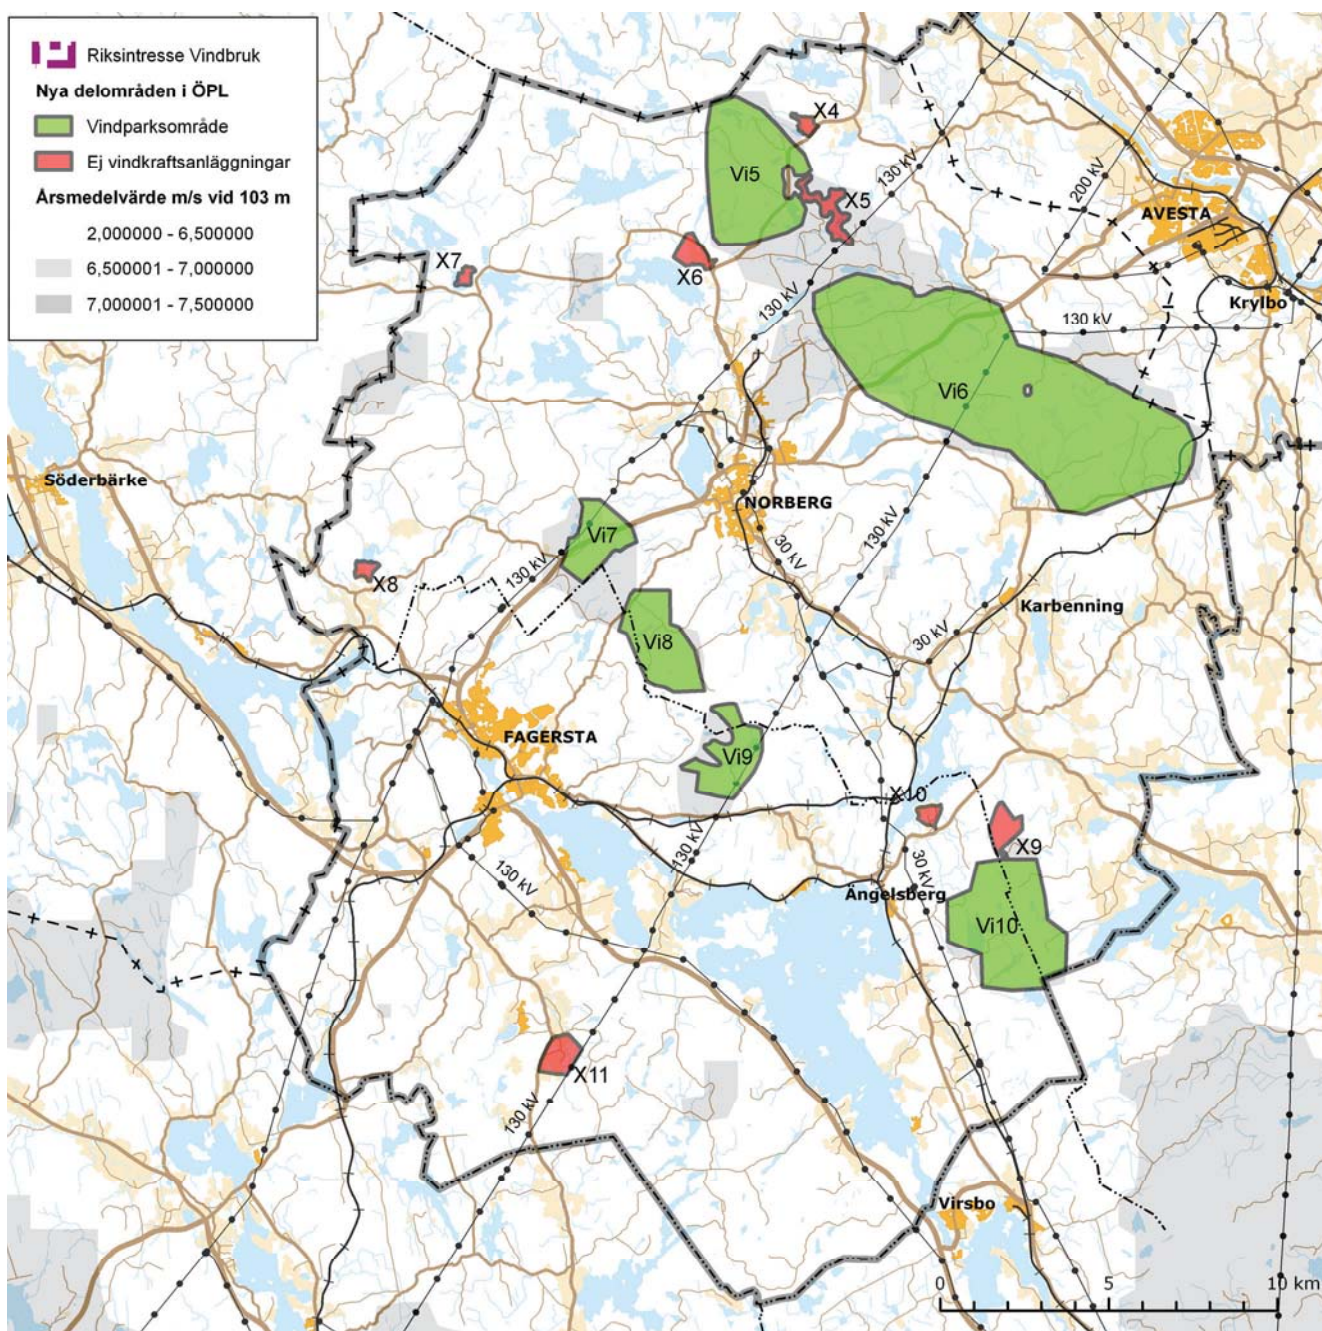 Riksintresse Vindbruk
Nya delområden i ÖPL
Vindparksområde
Ej vindkraftsanläggningar
Årsmedelvärde m/s vid 103 m
2,000000 - 6,500000
6,500001 - 7,000000
7,000001 - 7,500000
X4
Vi5
130 kV
200 kV
X5
AVESTA
X6
X7
Krylbo
130 kV
130 kV
Vi6
Söderbärke
NORBERG
Vi7
130 kV
30 kV
130 kV
X8
Karbenning
30 kV
Vi8
FAGERSTA
Vi9
X10
130 kV
X9
130 kV
30 kV
Ängelsberg
Vi10
X11
130 kV
Virsbo
0 5 10 km